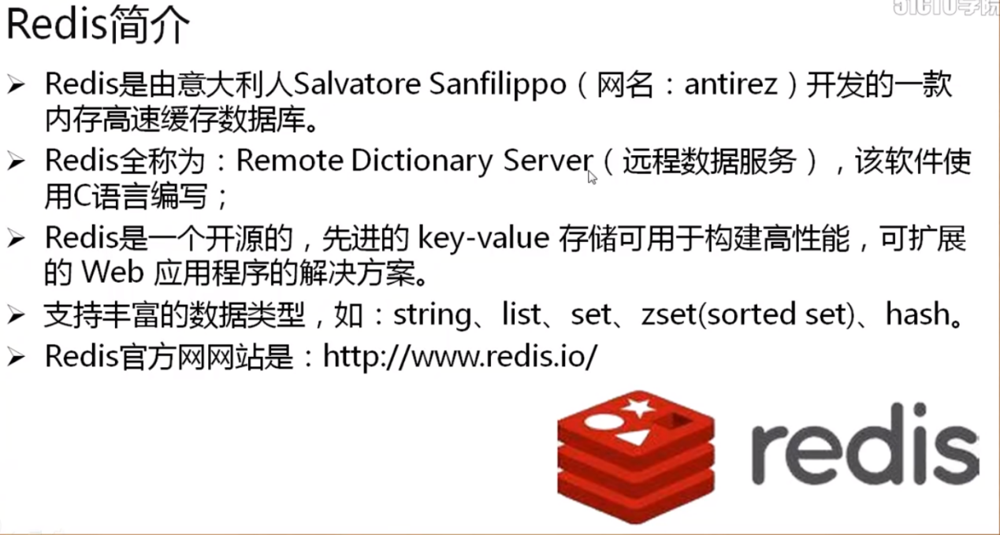 51CTO学院
Redis简介
➢ Redis是由意大利人Salvatore Sanfilippo（网名：antirez）开发的一款
内存高速缓存数据库。
➢ Redis全称为：Remote Dictionary Server（远程数据服务），该软件使
用C语言编写；
➢ Redis是一个开源的，先进的 key-value 存储可用于构建高性能，可扩展
的 Web 应用程序的解决方案。
➢ 支持丰富的数据类型，如：string、list、set、zset(sorted set)、hash。
➢ Redis官方网网站是：http://www.redis.io/
redis